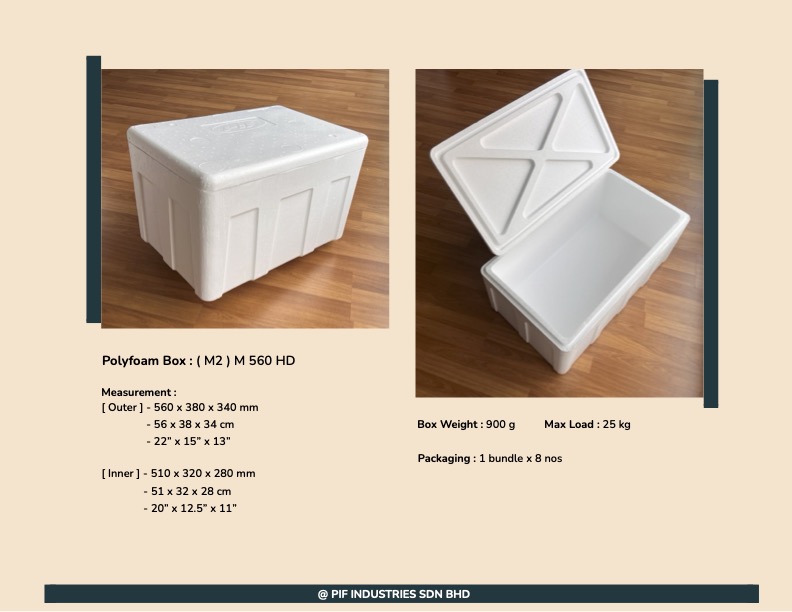 Polyfoam Box : ( M2 ) M 560 HD
Measurement :
[ Outer ] - 560 x 380 x 340 mm
- 56 x 38 x 34 cm
- 22” x 15” x 13”
[ Inner ] - 510 x 320 x 280 mm
- 51 x 32 x 28 cm
- 20” x 12.5” x 11”
Box Weight : 900 g Max Load : 25 kg
Packaging : 1 bundle x 8 nos
@ PIF INDUSTRIES SDN BHD